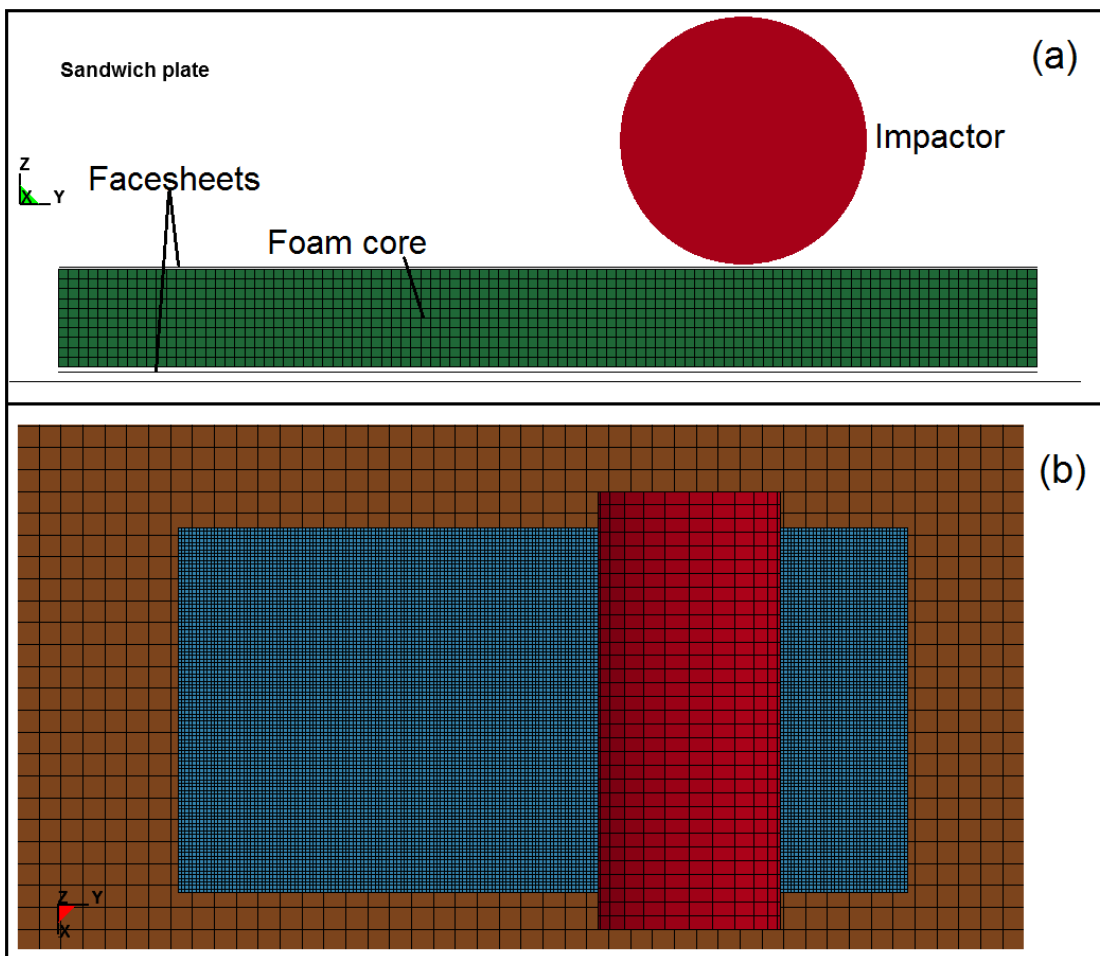 (a)
Sandwich plate
Impactor
Z
X Y
Facesheets
Foam core
(b)
Z Y
X